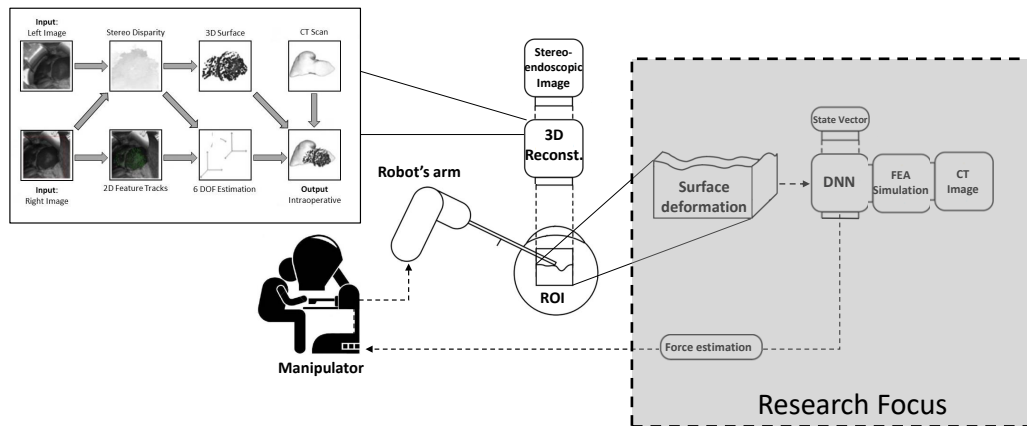 Input:
Left Image
Stereo Disparity
3D Surface
CT Scan
Input:
Right Image
2D Feature Tracks
6 DOF Estimation
Output
Intraoperative
Stereo-
endoscopic
Image
3D
Reconst.
Robot's arm
ROI
Manipulator
Surface
deformation
State Vector
DNN
FEA
Simulation
CT
Image
Force estimation
Research Focus